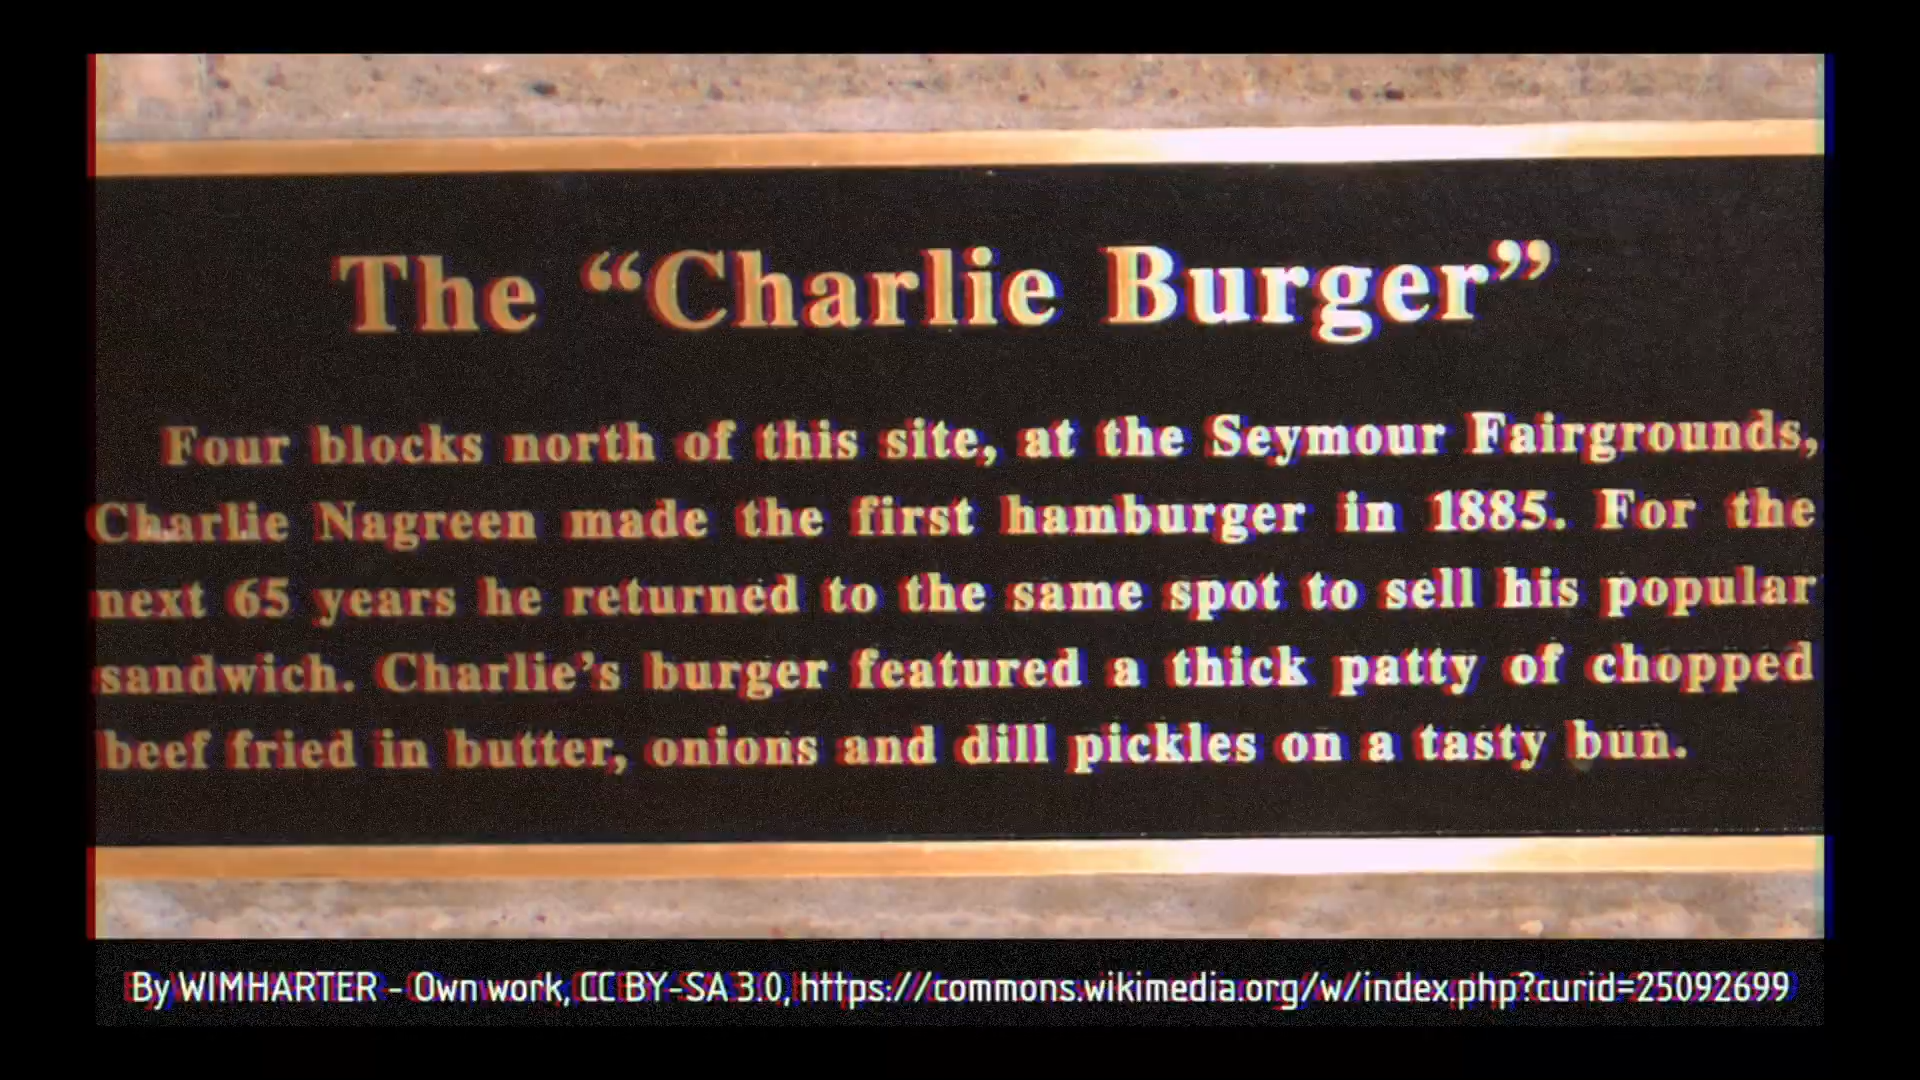 The “Charlie Burger”
Four blocks north of this site, at the Seymour Fairgrounds,
Charlie Nagreen made the first hamburger in 1885. For the
next 65 years he returned to the same spot to sell his popular
sandwich. Charlie’s burger featured a thick patty of chopped
beef fried in butter, onions and dill pickles on a tasty bun.
By WIMHARTER - Own work, CC BY-SA 3.0, https://commons.wikimedia.org/w/index.php?curid=25092699